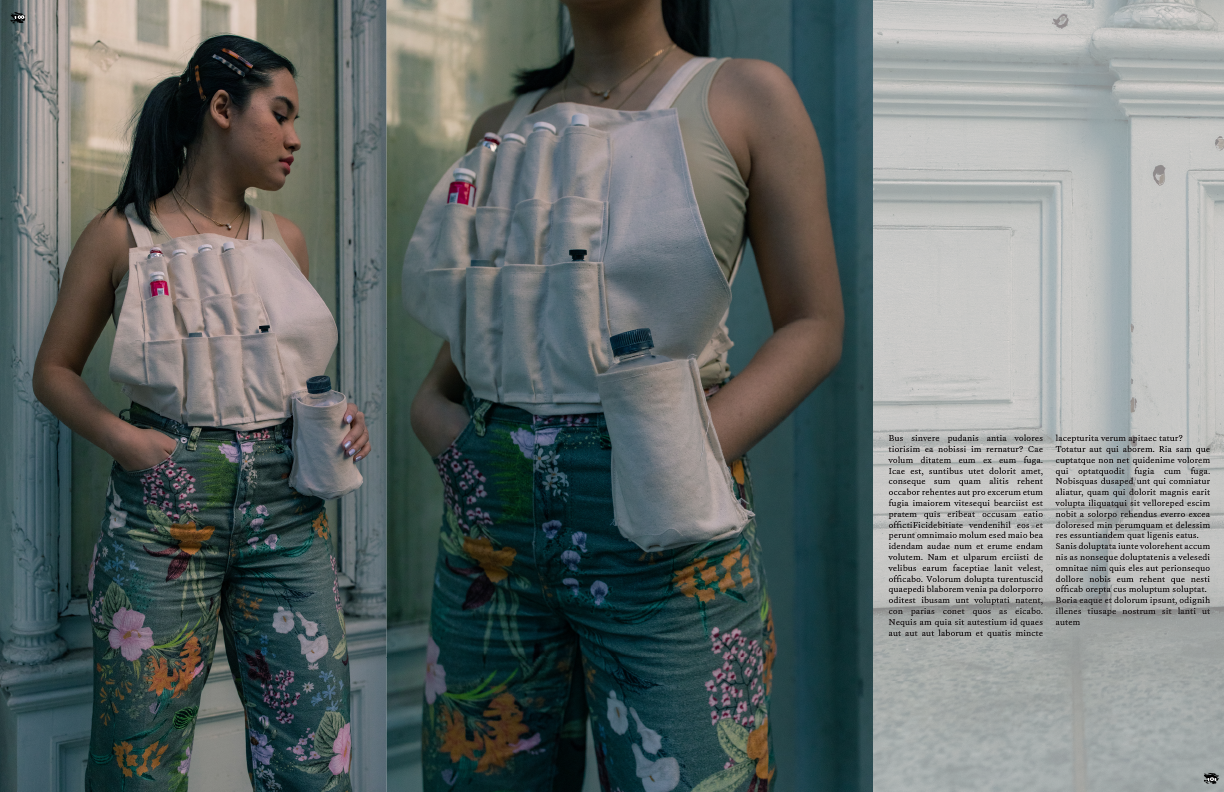 100
Bus sinvere pudanis antia volores
tiorisim ea nobissi im rernatur? Cae
volum ditatem eum ex eum fuga.
Icae est, suntibus utet dolorit amet,
conseque sum quam alitis rehent
occabor rehentes aut pro excerum etum
fugia imaiorem vitesequi bearciist est
pratem quis eribeat occusam eatio
offictiFicidebitiate vendenihil eos et
perunt omnimaio molum esed maio bea
idendam audae num et erume endam
volutem. Nam et ulparum erciisti de
velibus earum faceptiae lanit velest,
officabo. Volorum dolupta turentuscid
quaepedi blaborem venia pa dolorporro
oditest ibusam unt voluptati natent,
con parias conet quos as eicabo.
Nequis am quia sit autestium id quaes
aut aut aut laborum et quatis mincte
lacepturita verum apitaec tatur?
Totatur aut qui aborem. Ria sam que
cuptatque non net quidenime volorem
qui optatquodit fugia cum fuga.
Nobisquas dusaped unt qui comniatur
aliatur, quam qui dolorit magnis earit
volupta iliquatqui sit velloreped escim
nobit a solorpo rehendus everro excea
doloresed min perumquam et delessim
res essuntiandem quat ligenis eatus.
Sanis doluptata iunte volorehent accum
nis as nonseque doluptatenis a velesedi
omnitae nim quis eles aut perionsequo
dollore nobis eum rehent que nesti
officab orepta cus moluptum soluptat.
Boria eaque et dolorum ipsunt, odignih
illenes tiusape nostrum sit lanti ut
autem
101